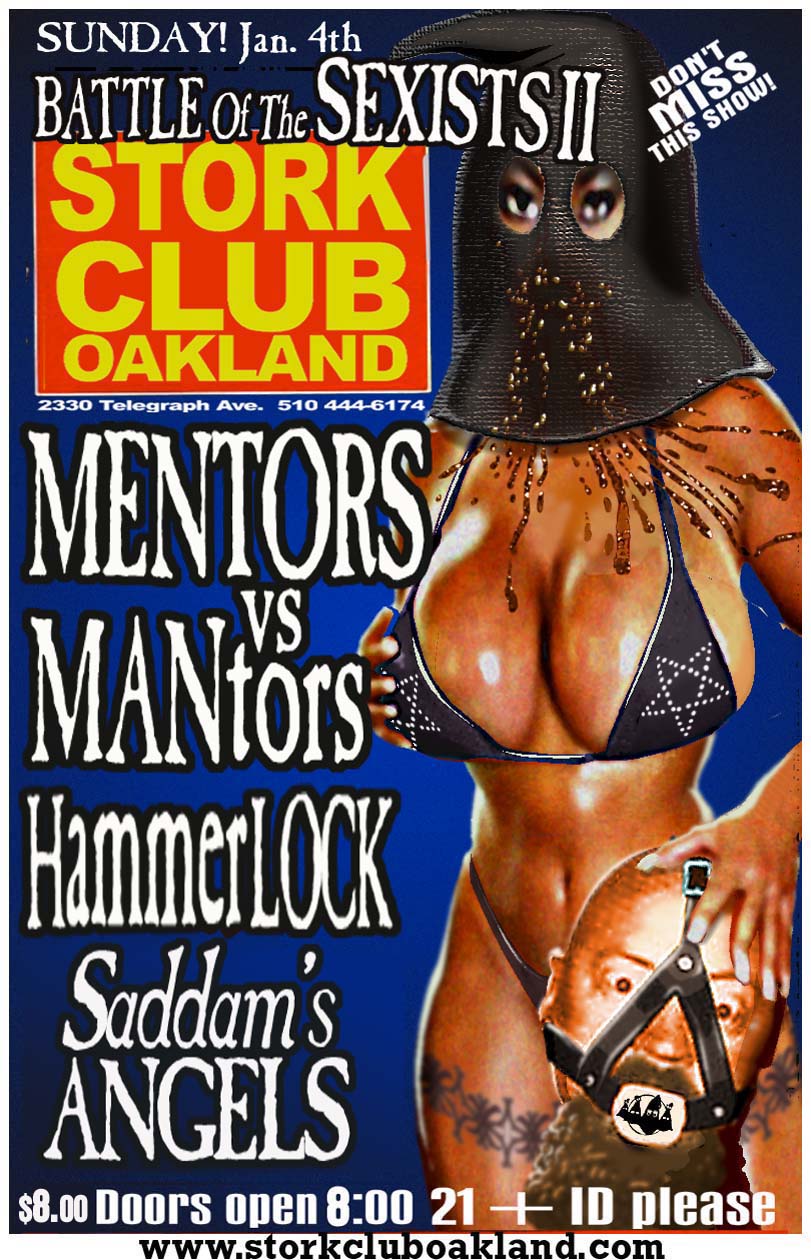 SUNDAY! Jan. 4th
BATTLE Of The SEXISTS II
DON'T
MISS
THIS SHOW!
STORK
CLUB
OAKLAND
2330 Telegraph Ave. 510 444-6174
MENTORS
vs
MANtors
HammerLOCK
Saddam's
ANGELS
$8.00 Doors open 8:00 21 + ID please
www.storkcluboakland.com